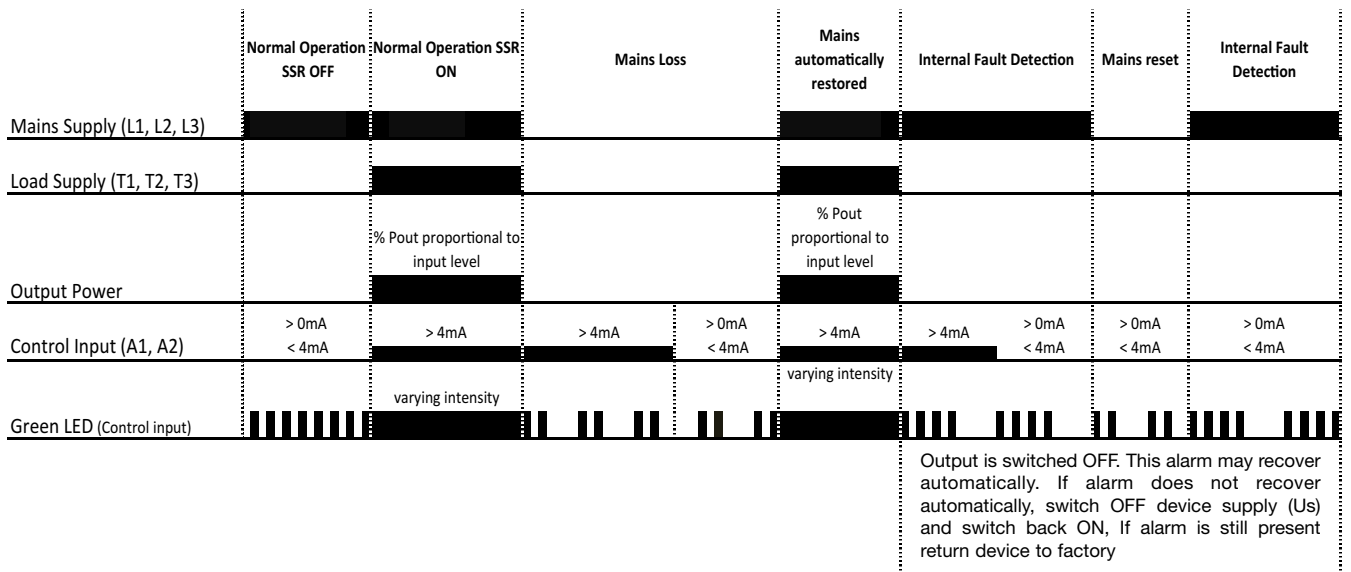 Normal Operation
SSR OFF
Normal Operation SSR
ON
Mains Loss
Mains
automatically
restored
Internal Fault Detection
Mains reset
Internal Fault
Detection
Mains Supply (L1, L2, L3)
Load Supply (T1, T2, T3)
% Pout proportional to
input level
% Pout
proportional to
input level
Output Power
Control Input (A1, A2)
> 0mA
< 4mA
> 4mA
> 4mA
> 0mA
< 4mA
> 4mA
> 4mA
> 0mA
< 4mA
> 0mA
< 4mA
> 0mA
< 4mA
varying intensity
varying intensity
Green LED (Control input)
Output is switched OFF. This alarm may recover
automatically. If alarm does not recover
automatically, switch OFF device supply (Us)
and switch back ON, If alarm is still present
return device to factory